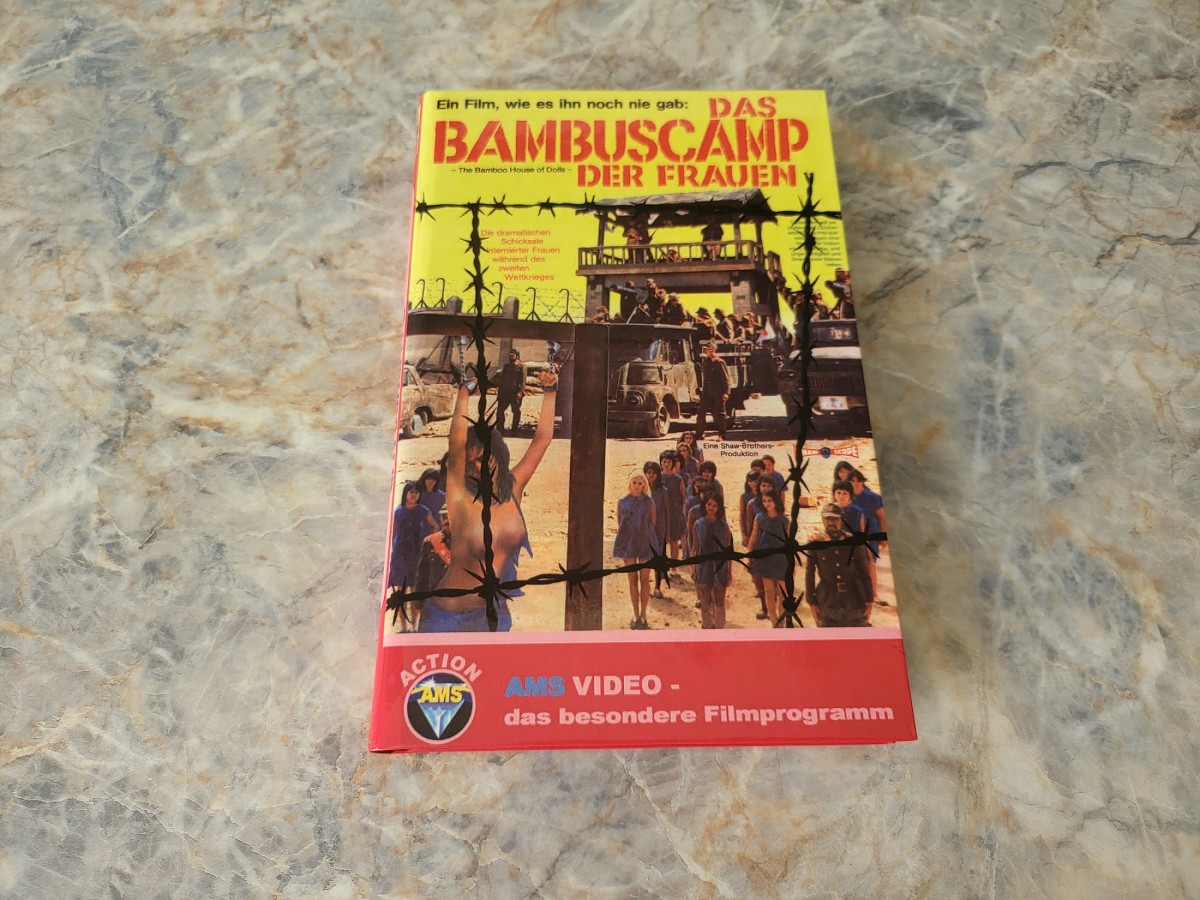 Ein Film, wie es ihn noch nie gab:
DAS
BAMBUSCAMP
– The Bamboo House of Dolls –
DER FRAUEN
Die dramatischen
Schicksale
internierter Frauen
während des
zweiten
Weltkrieges
Eine Shaw-Brothers-
Produktion
ACTION
AMS
AMS VIDEO -
das besondere Filmprogramm